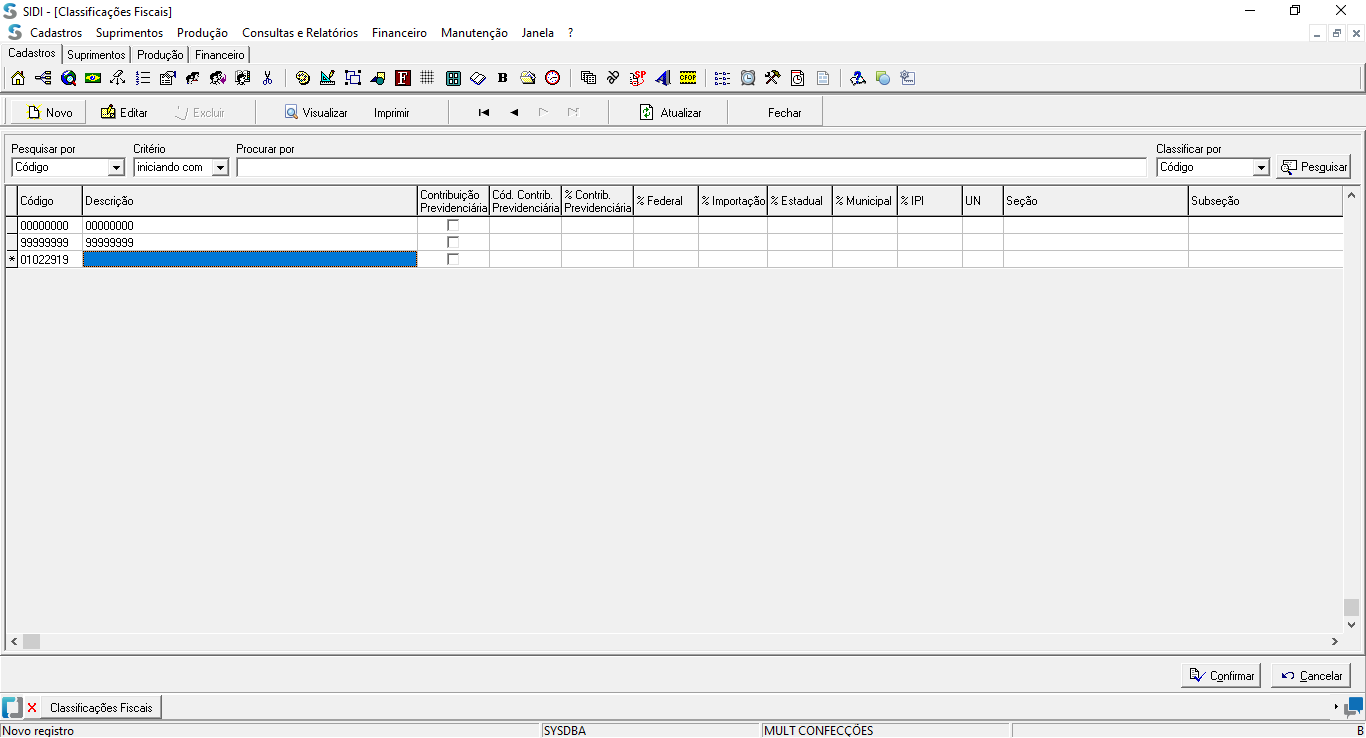 SIDI - [Classificações Fiscais]
Cadastros Suprimentos Produção Consultas e Relatórios Financeiro Manutenção Janela ?
Cadastros Suprimentos Produção Financeiro
F B SP CFOP
Novo Editar Excluir Visualizar Imprimir Atualizar Fechar
Pesquisar por Critério Procurar por Classificar por
Código iniciando com Código Pesquisar
Código Descrição Contribuição Previdenciária Cód. Contrib. Previdenciária % Contrib. Previdenciária % Federal % Importação % Estadual % Municipal % IPI UN Seção Subseção
00000000 00000000
99999999 99999999
* 01022919
Confirmar Cancelar
Classificações Fiscais
Novo registro SYSDBA MULT CONFECÇÕES B